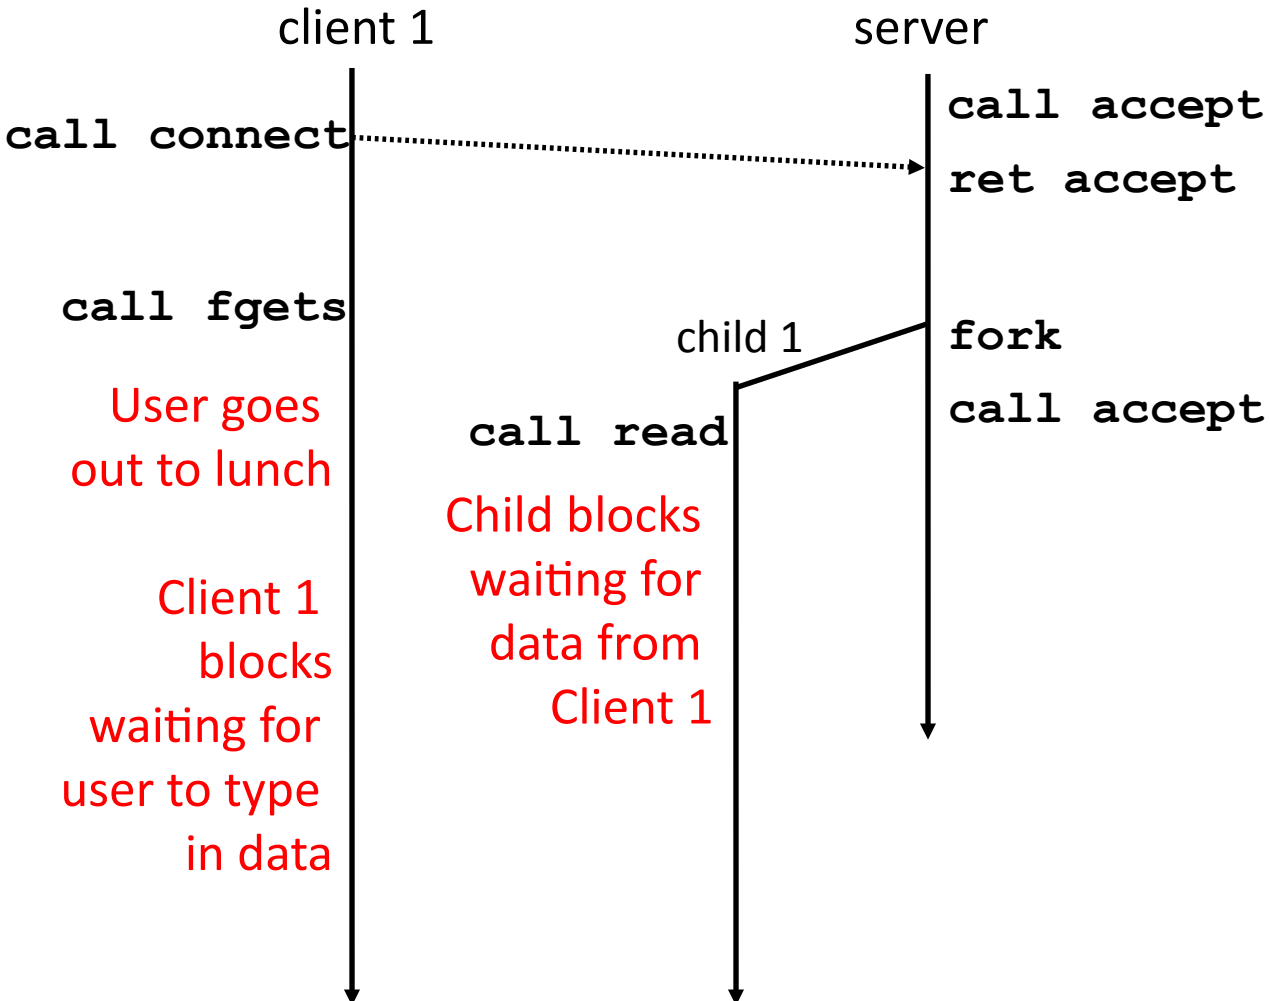 client 1
server
call connect
call accept
ret accept
call fgets
child 1
fork
call accept
call read
User goes
out to lunch
Child blocks
waiting for
data from
Client 1
Client 1
blocks
waiting for
user to type
in data